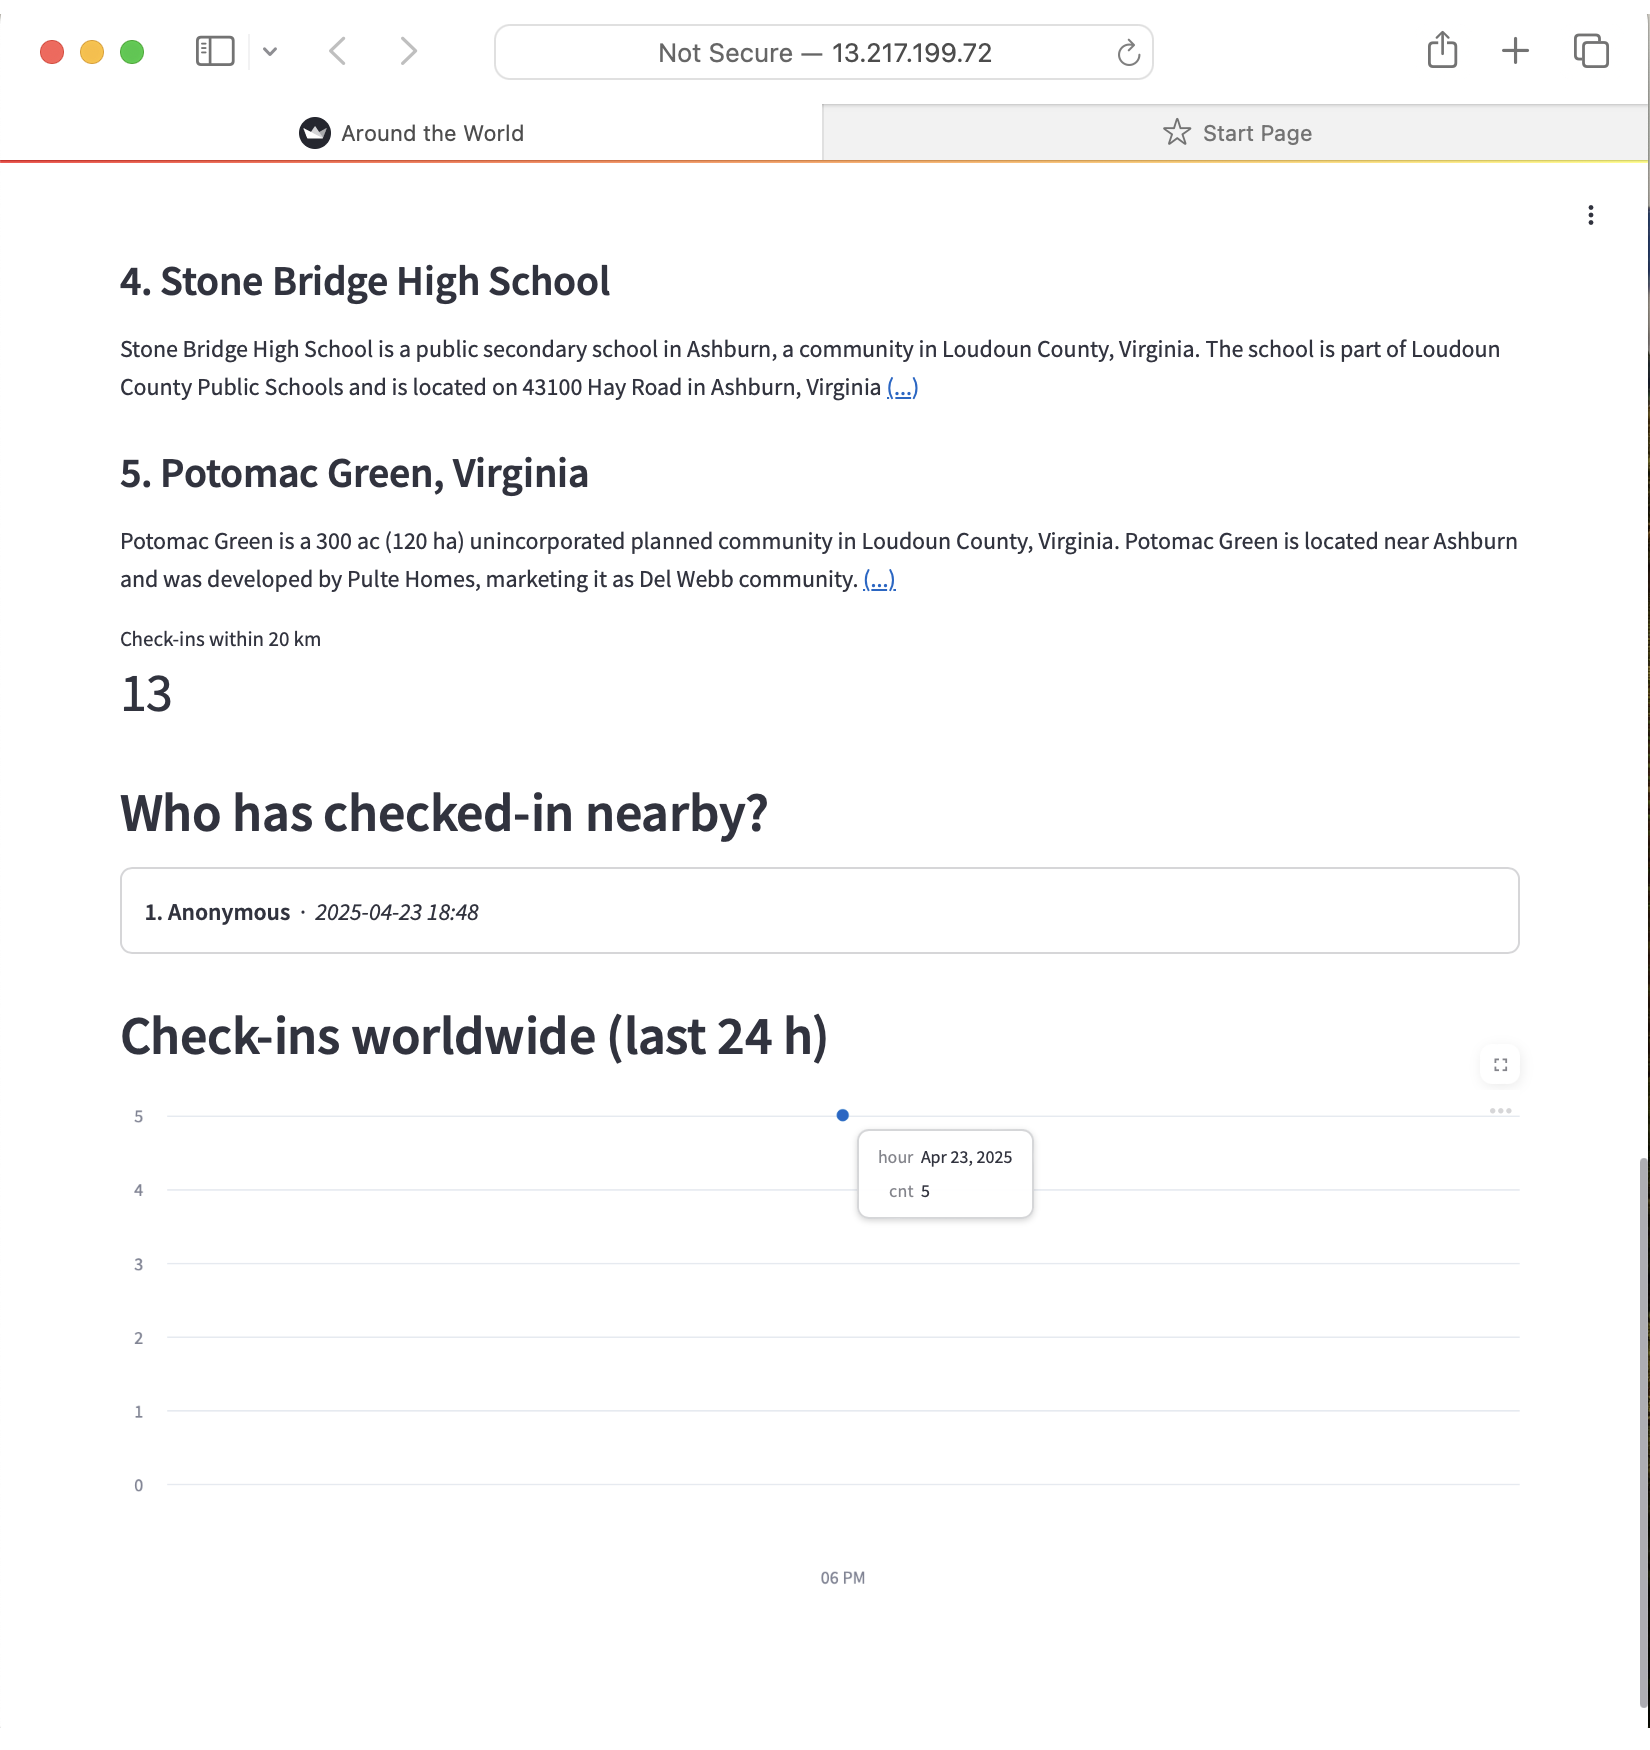 Not Secure — 13.217.199.72
Around the World
Start Page
4. Stone Bridge High School
Stone Bridge High School is a public secondary school in Ashburn, a community in Loudoun County, Virginia. The school is part of Loudoun
County Public Schools and is located on 43100 Hay Road in Ashburn, Virginia (...)
5. Potomac Green, Virginia
Potomac Green is a 300 ac (120 ha) unincorporated planned community in Loudoun County, Virginia. Potomac Green is located near Ashburn
and was developed by Pulte Homes, marketing it as Del Webb community. (...)
Check-ins within 20 km
13
Who has checked-in nearby?
1. Anonymous · 2025-04-23 18:48
Check-ins worldwide (last 24 h)
5
hour Apr 23, 2025
4
cnt 5
3
2
1
0
06 PM